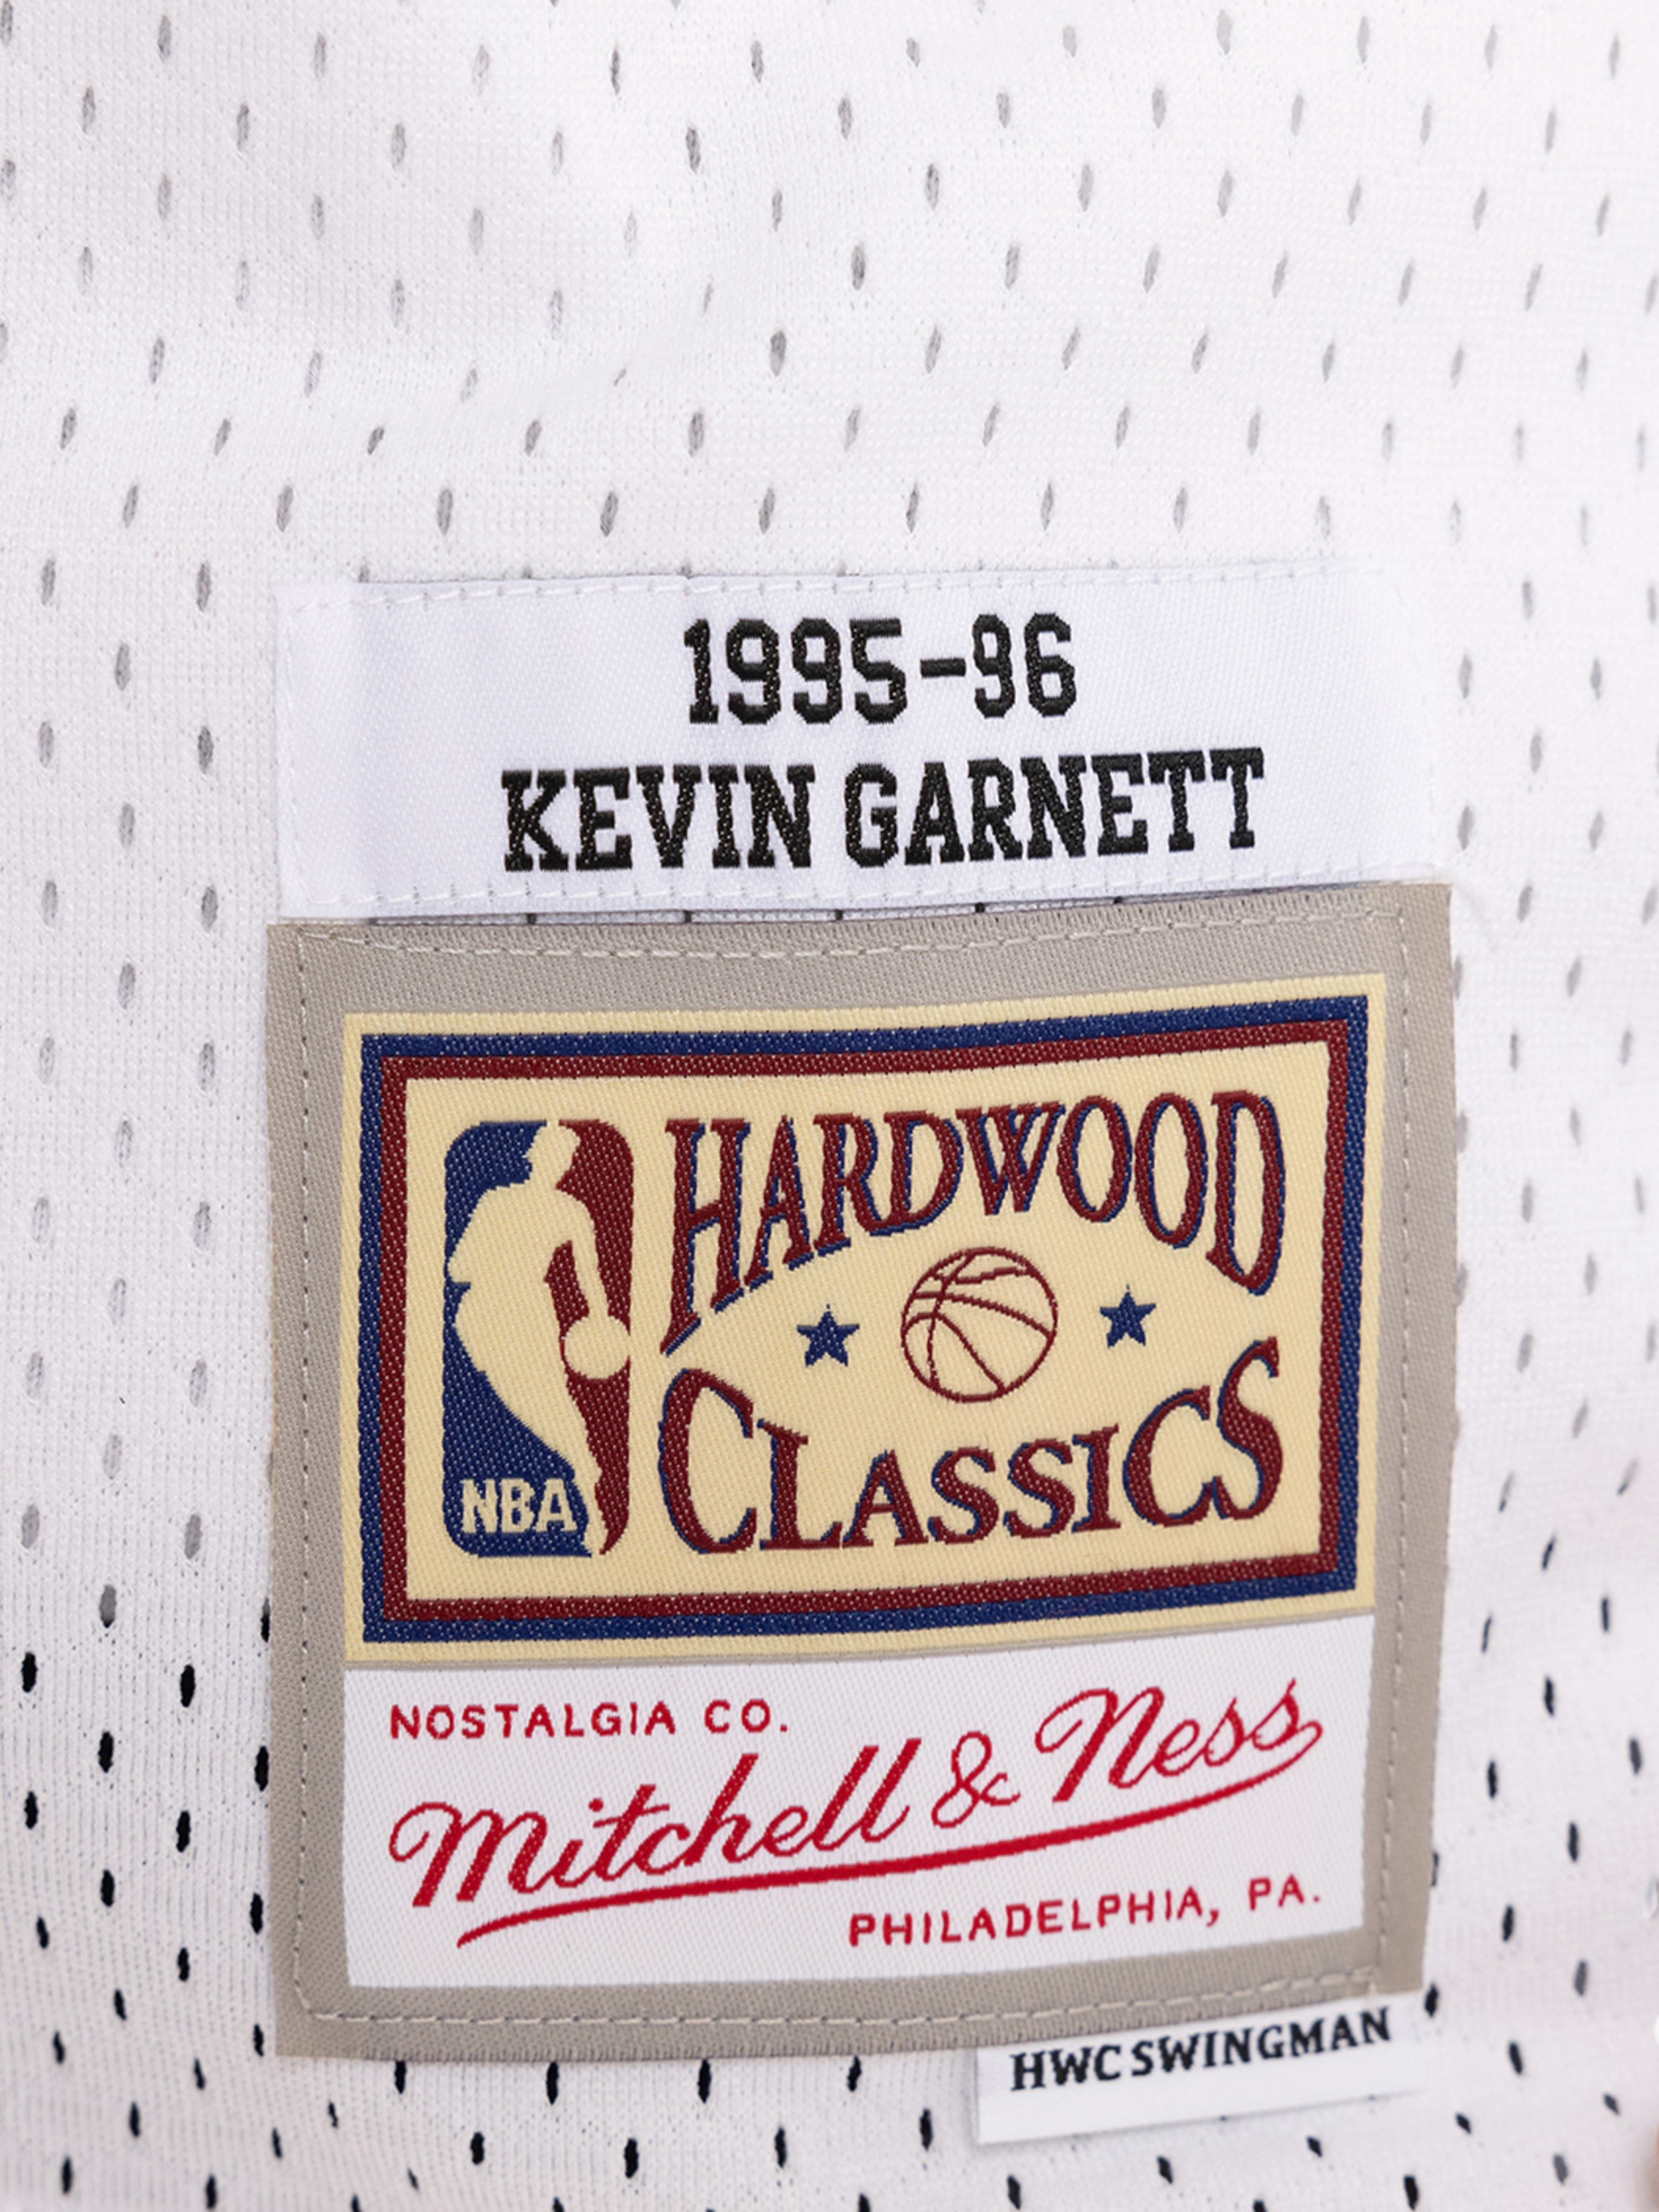 1995-96
KEVIN GARNETT
HARDWOOD
CLASSICS
NBA
NOSTALGIA CO.
Mitchell & Ness
PHILADELPHIA, PA.
HWC SWINGMAN